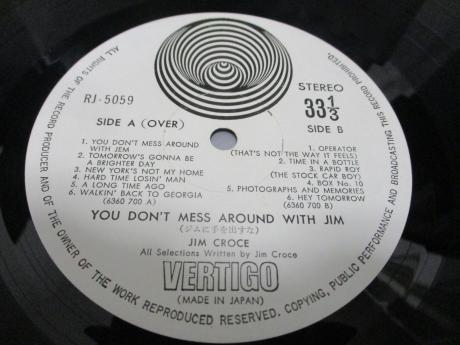 ALL RIGHTS OF THE RECORD PRODUCER AND OF THE OWNER OF THE WORK REPRODUCED RESERVED. COPYING, PUBLIC PERFORMANCE AND BROADCASTING THIS RECORD PROHIBITED.
RJ-5059
STEREO
33 1/3
SIDE A (OVER)
SIDE B
1. YOU DON'T MESS AROUND
WITH JEM
2. TOMORROW'S GONNA BE
A BRIGHTER DAY
3. NEW YORK'S NOT MY HOME
4. HARD TIME LOSIN' MAN
5. A LONG TIME AGO
6. WALKIN' BACK TO GEORGIA
(6360 700 A)
1. OPERATOR
(THAT'S NOT THE WAY IT FEELS)
2. TIME IN A BOTTLE
3. RAPID ROY
(THE STOCK CAR BOY)
4. BOX No. 10
5. PHOTOGRAPHS AND MEMORIES
6. HEY TOMORROW
(6360 700 B)
YOU DON'T MESS AROUND WITH JIM
(ジムに手を出すな)
JIM CROCE
All Selections Written by Jim Croce
VERTIGO
(MADE IN JAPAN)